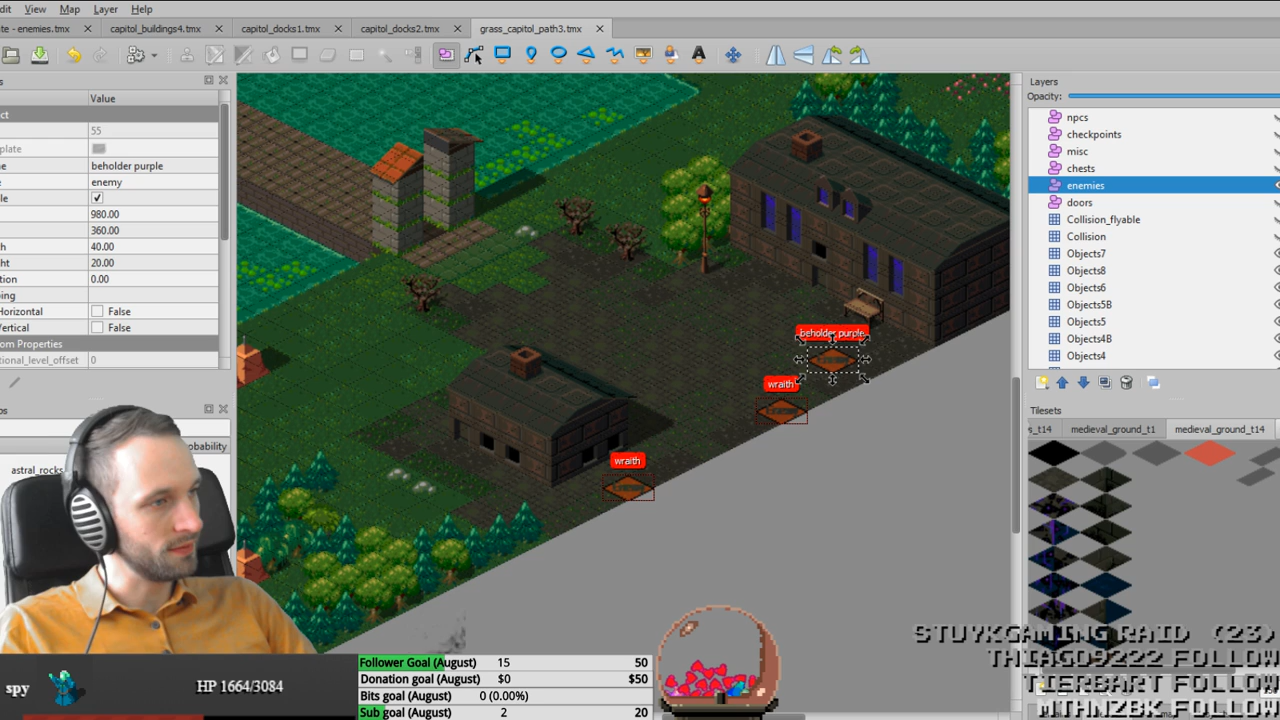 dit View Map Layer Help
te - enemies.tmx capitol_buildings4.tmx capitol_docks1.tmx capitol_docks2.tmx grass_capitol_path3.tmx
Value
55
beholder purple
enemy
980.00
360.00
40.00
20.00
0.00
Horizontal False
Vertical False
om Properties
tional_level_offset 0
obability
astral_rocks
beholder purple
wraith
wraith
Layers
Opacity:
npcs
checkpoints
misc
chests
enemies
doors
Collision_flyable
Collision
Objects7
Objects8
Objects6
Objects5B
Objects5
Objects4B
Objects4
Tilesets
s_t14 medieval_ground_t1 medieval_ground_t14
STUYKGAMING RAID (23)
THIAGO9222 FOLLOW
TIERBART FOLLOW
MTHNZBK FOLLOW
spy HP 1664/3084
Follower Goal (August) 15 50
Donation goal (August) $0 $50
Bits goal (August) 0 (0.00%)
Sub goal (August) 2 20